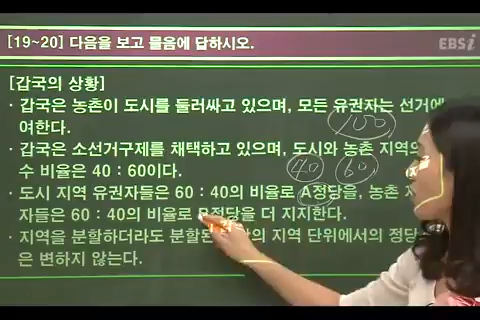 [19~20] 다음을 보고 물음에 답하시오.
EBSi
[갑국의 상황]
· 갑국은 농촌이 도시를 둘러싸고 있으며, 모든 유권자는 선거에
여한다.
100
· 갑국은 소선거구제를 채택하고 있으며, 도시와 농촌 지역의
수 비율은 40 : 60이다.
40 60
· 도시 지역 유권자들은 60 : 40의 비율로 A정당을, 농촌
자들은 60 : 40의 비율로 B정당을 더 지지한다.
· 지역을 분할하더라도 분할된 지역 단위에서의 정당
은 변하지 않는다.